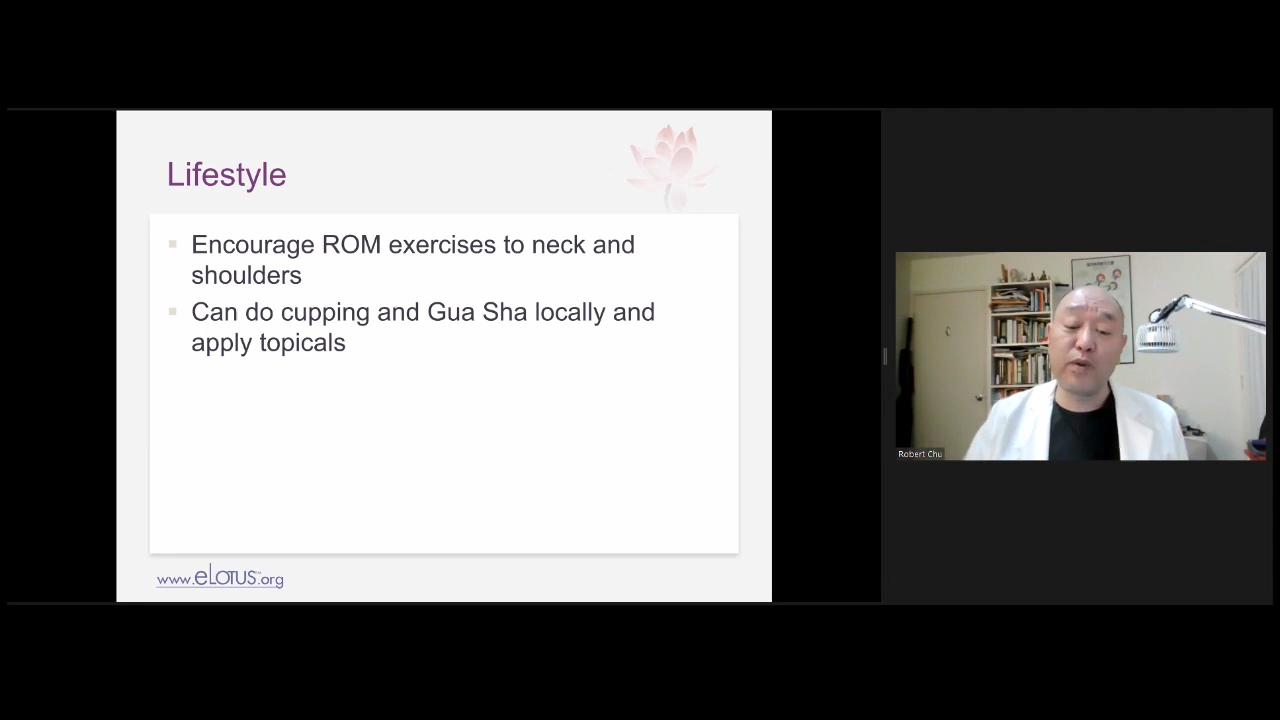 Lifestyle
Encourage ROM exercises to neck and
shoulders
Can do cupping and Gua Sha locally and
apply topicals
www.eLOTUS.org
Robert Chu